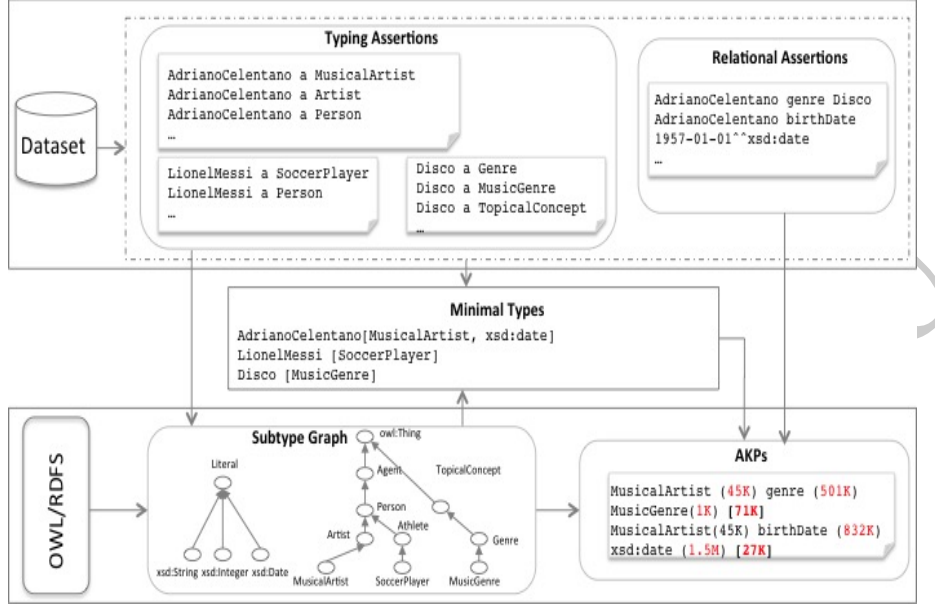 Typing Assertions
AdrianoCelentano a MusicalArtist
AdrianoCelentano a Artist
AdrianoCelentano a Person
…
LionelMessi a SoccerPlayer
LionelMessi a Person
…
Disco a Genre
Disco a MusicGenre
Disco a TopicalConcept
…
Relational Assertions
AdrianoCelentano genre Disco
AdrianoCelentano birthDate
1957-01-01^^xsd:date
…
Dataset
Minimal Types
AdrianoCelentano[MusicalArtist, xsd:date]
LionelMessi [SoccerPlayer]
Disco [MusicGenre]
OWL/RDFS
Subtype Graph
owl:Thing
Literal
Agent
TopicalConcept
Person
Artist
Athlete
Genre
xsd:String xsd:Integer xsd:Date
MusicalArtist
SoccerPlayer
MusicGenre
AKPs
MusicalArtist (45K) genre (501K)
MusicGenre(1K) [71K]
MusicalArtist(45K) birthDate (832K)
xsd:date (1.5M) [27K]